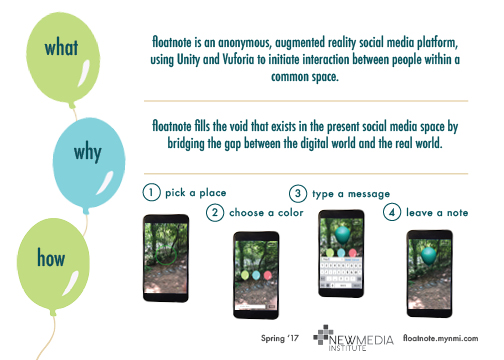 what
floatnote is an anonymous, augmented reality social media platform,
using Unity and Vuforia to initiate interaction between people within a
common space.
why
floatnote fills the void that exists in the present social media space by
bridging the gap between the digital world and the real world.
how
1 pick a place
2 choose a color
3 type a message
4 leave a note
Spring '17
NEWMEDIA
INSTITUTE
floatnote.mynmi.com